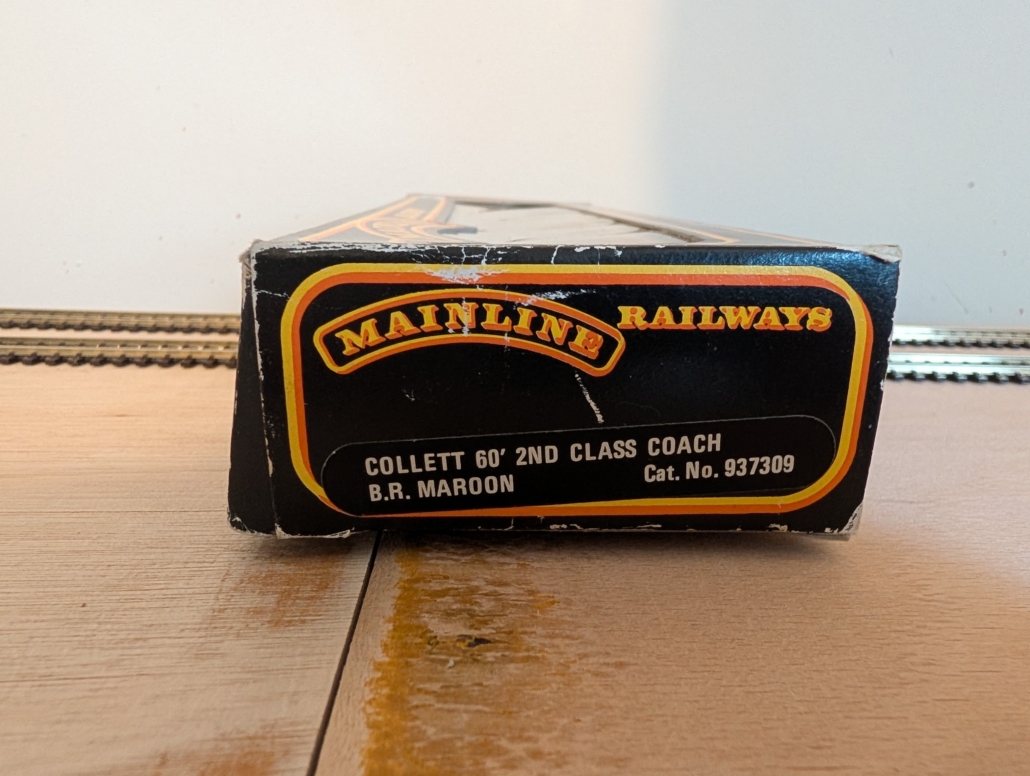 MAINLINE RAILWAYS
COLLETT 60' 2ND CLASS COACH
B.R. MAROON Cat. No. 937309